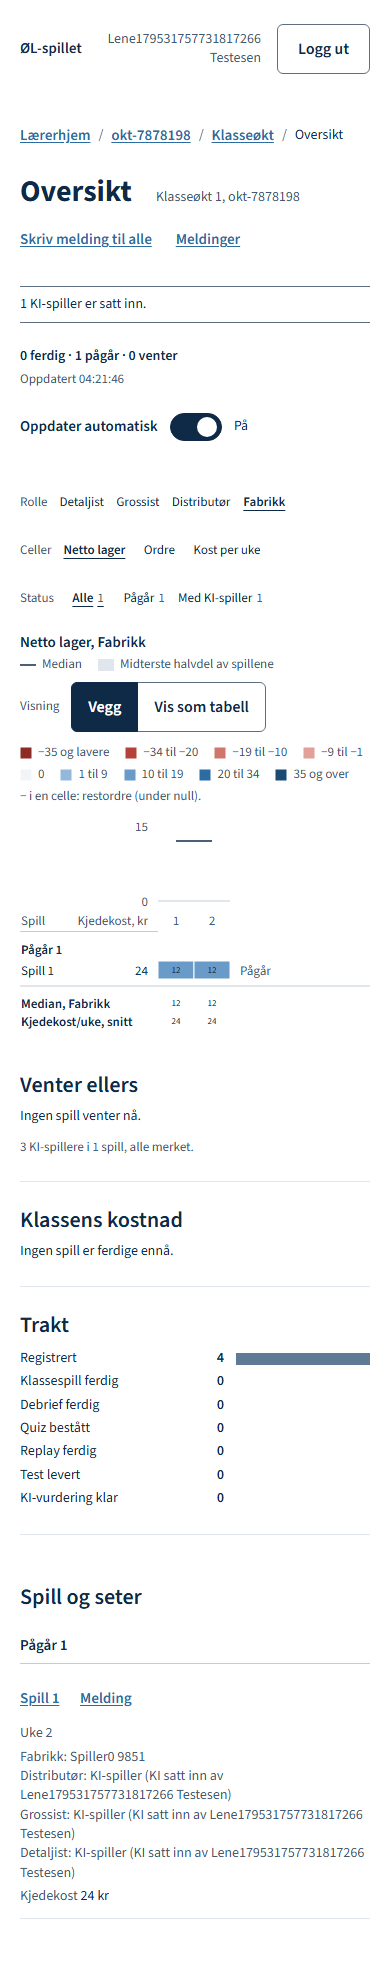 ØL-spillet
Lene179531757731817266
Testesen
Logg ut
Lærerhjem / okt-7878198 / Klasseøkt / Oversikt
Oversikt Klasseøkt 1, okt-7878198
Skriv melding til alle Meldinger
1 KI-spiller er satt inn.
0 ferdig · 1 pågår · 0 venter
Oppdatert 04:21:46
Oppdater automatisk På
Rolle Detaljist Grossist Distributør Fabrikk
Celler Netto lager Ordre Kost per uke
Status Alle 1 Pågår 1 Med KI-spiller 1
Netto lager, Fabrikk
Median Midterste halvdel av spillene
Visning Vegg Vis som tabell
−35 og lavere −34 til −20 −19 til −10 −9 til −1
0 1 til 9 10 til 19 20 til 34 35 og over
− i en celle: restordre (under null).
15
0
Spill Kjedekost, kr 1 2
Pågår 1
Spill 1 24 12 12 Pågår
Median, Fabrikk 12 12
Kjedekost/uke, snitt 24 24
Venter ellers
Ingen spill venter nå.
3 KI-spillere i 1 spill, alle merket.
Klassens kostnad
Ingen spill er ferdige ennå.
Trakt
Registrert 4
Klassespill ferdig 0
Debrief ferdig 0
Quiz bestått 0
Replay ferdig 0
Test levert 0
KI-vurdering klar 0
Spill og seter
Pågår 1
Spill 1 Melding
Uke 2
Fabrikk: Spiller0 9851
Distributør: KI-spiller (KI satt inn av
Lene179531757731817266 Testesen)
Grossist: KI-spiller (KI satt inn av Lene179531757731817266
Testesen)
Detaljist: KI-spiller (KI satt inn av Lene179531757731817266
Testesen)
Kjedekost 24 kr